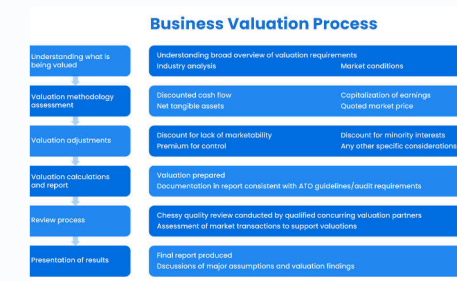 Business Valuation Process
Understanding what is
being valued
Understanding broad overview of valuation requirements
Industry analysis Market conditions
Valuation methodology
assessment
Discounted cash flow Capitalization of earnings
Net tangible assets Quoted market price
Valuation adjustments
Discount for lack of marketability Discount for minority interests
Premium for control Any other specific considerations
Valuation calculations
and report
Valuation prepared
Documentation in report consistent with ATO guidelines/audit requirements
Review process
Chessy quality review conducted by qualified concurring valuation partners
Assessment of market transactions to support valuations
Presentation of results
Final report produced
Dscussions of major assumptions and valuation findings